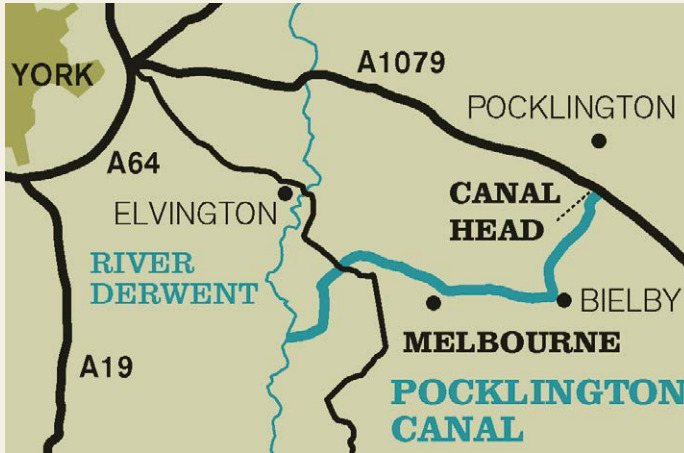 YORK
A1079
POCKLINGTON
A64
ELVINGTON
CANAL
HEAD
RIVER
DERWENT
BIELBY
MELBOURNE
A19
POCKLINGTON
CANAL